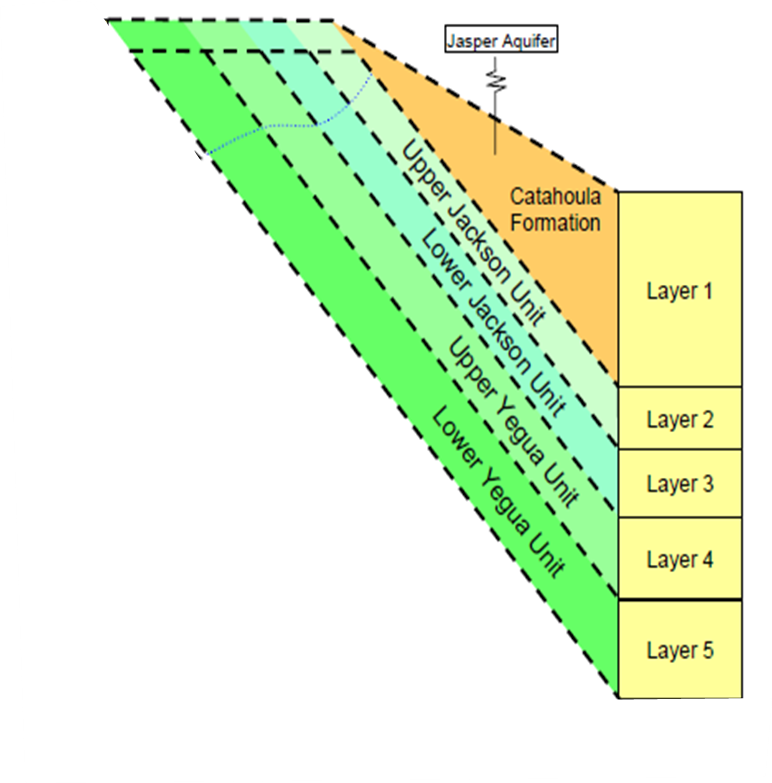 Jasper Aquifer
Catahoula
Formation
Upper Jackson Unit
Lower Jackson Unit
Upper Yegua Unit
Lower Yegua Unit
Layer 1
Layer 2
Layer 3
Layer 4
Layer 5